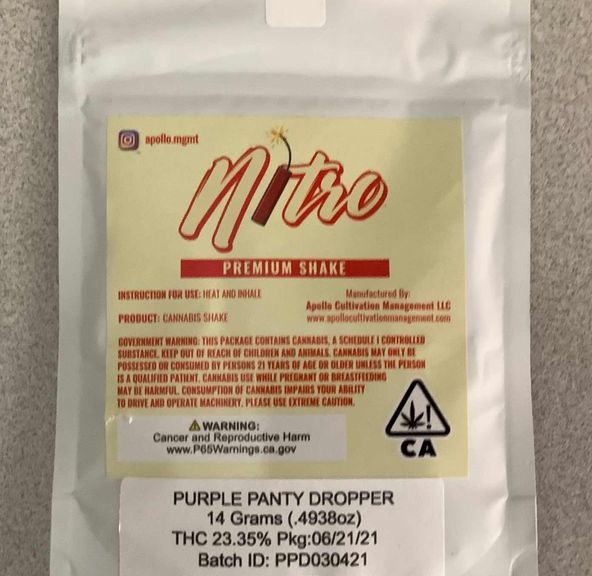 apollo.mgmt
Nitro
PREMIUM SHAKE
INSTRUCTION FOR USE: HEAT AND INHALE
PRODUCT: CANNABIS SHAKE
Manufactured By:
Apollo Cultivation Management LLC
www.apollocultivationmanagement.com
GOVERNMENT WARNING: THIS PACKAGE CONTAINS CANNABIS, A SCHEDULE I CONTROLLED
SUBSTANCE. KEEP OUT OF REACH OF CHILDREN AND ANIMALS. CANNABIS MAY ONLY BE
POSSESSED OR CONSUMED BY PERSONS 21 YEARS OF AGE OR OLDER UNLESS THE PERSON
IS A QUALIFIED PATIENT. CANNABIS USE WHILE PREGNANT OR BREASTFEEDING
MAY BE HARMFUL. CONSUMPTION OF CANNABIS IMPAIRS YOUR ABILITY
TO DRIVE AND OPERATE MACHINERY. PLEASE USE EXTREME CAUTION.
WARNING:
Cancer and Reproductive Harm
www.P65Warnings.ca.gov
!
CA
PURPLE PANTY DROPPER
14 Grams (.4938oz)
THC 23.35% Pkg:06/21/21
Batch ID: PPD030421